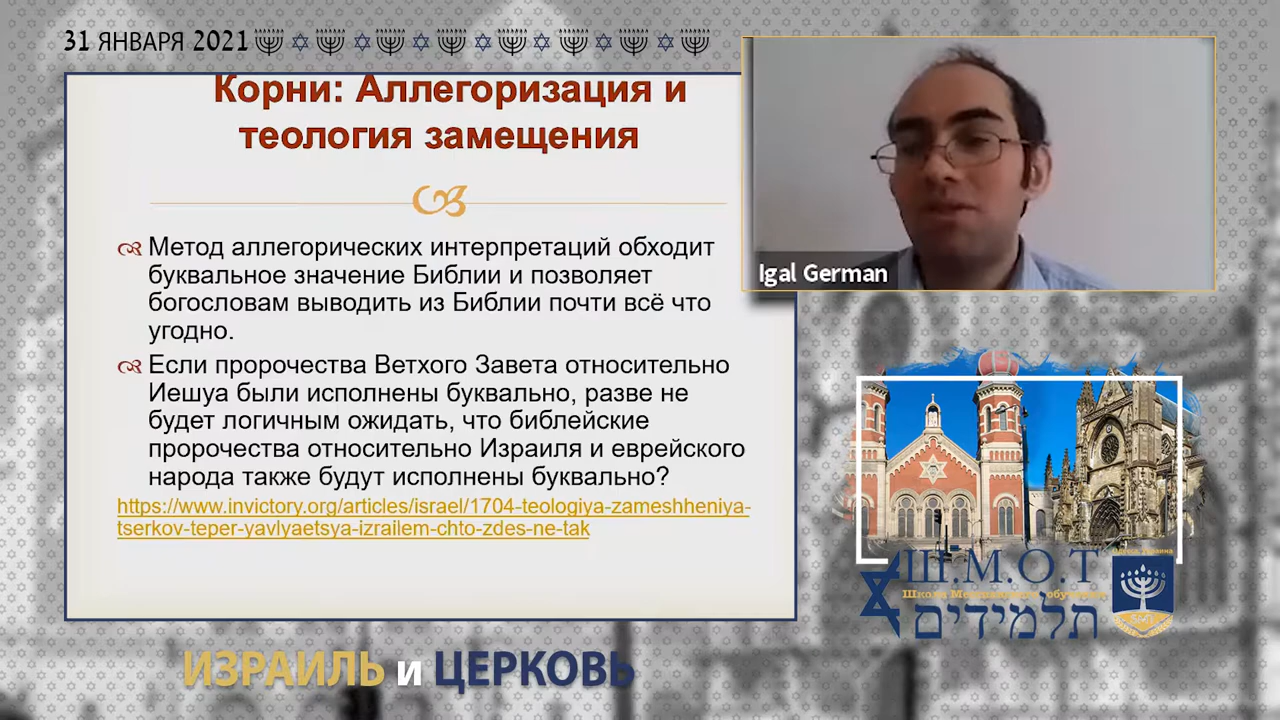 31 ЯНВАРЯ 2021
Корни: Аллегоризация и
теология замещения
Метод аллегорических интерпретаций обходит
буквальное значение Библии и позволяет
богословам выводить из Библии почти всё что
угодно.
Если пророчества Ветхого Завета относительно
Иешуа были исполнены буквально, разве не
будет логичным ожидать, что библейские
пророчества относительно Израиля и еврейского
народа также будут исполнены буквально?
https://www.invictory.org/articles/israel/1704-teologiya-zameshheniya-
tserkov-teper-yavlyaetsya-izrailem-chto-zdes-ne-tak
Igal German
Ш.М.О.Т
Одесса, Украина
Школа
תלמידים
ИЗРАИЛЬ и ЦЕРКОВЬ